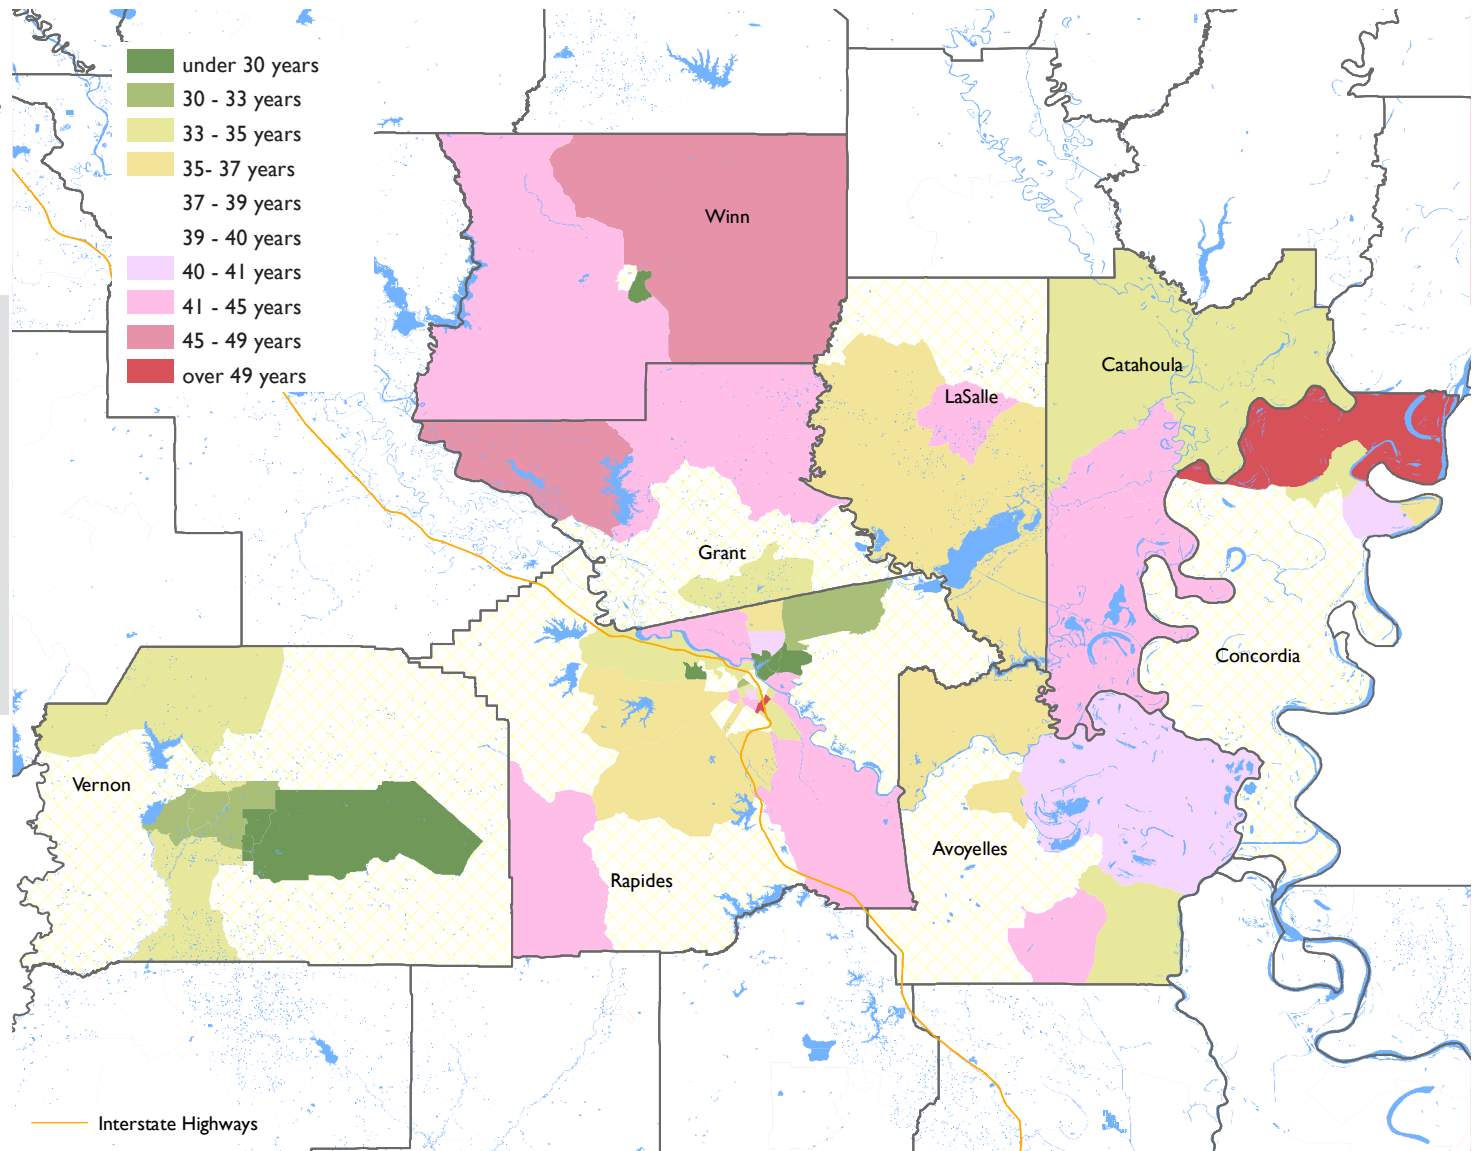 under 30 years
30 - 33 years
33 - 35 years
35- 37 years
37 - 39 years
39 - 40 years
40 - 41 years
41 - 45 years
45 - 49 years
over 49 years
Winn
Catahoula
LaSalle
Grant
Concordia
Vernon
Avoyelles
Rapides
Interstate Highways